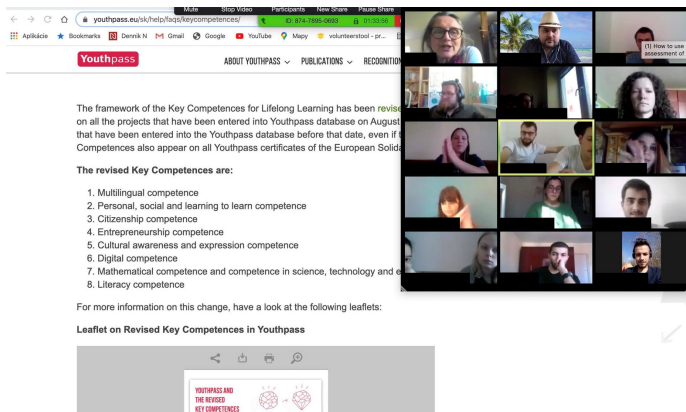 Mute Stop Video Participants New Share Pause Share
youthpass.eu/sk/help/faqs/keycompetences/
ID: 874-7895-0693 01:33:56
Aplikácie Bookmarks Denník N Gmail Google YouTube Mapy volunteerstool - pr...
(1) How to use
assessment of
Youthpass
ABOUT YOUTHPASS PUBLICATIONS RECOGNITION
The framework of the Key Competences for Lifelong Learning has been revise
on all the projects that have been entered into Youthpass database on August
that have been entered into the Youthpass database before that date, even if t
Competences also appear on all Youthpass certificates of the European Solida
The revised Key Competences are:
1. Multilingual competence
2. Personal, social and learning to learn competence
3. Citizenship competence
4. Entrepreneurship competence
5. Cultural awareness and expression competence
6. Digital competence
7. Mathematical competence and competence in science, technology and e
8. Literacy competence
For more information on this change, have a look at the following leaflets:
Leaflet on Revised Key Competences in Youthpass
YOUTHPASS AND
THE REVISED
KEY COMPETENCES